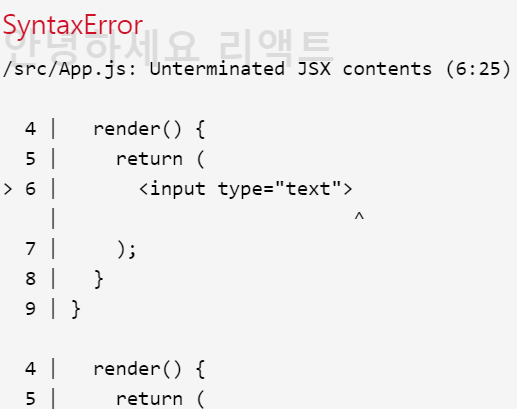 SyntaxError
안녕하세요 리액트
/src/App.js: Unterminated JSX contents (6:25)
  4 |   render() {
  5 |     return (
> 6 |       <input type="text">
    |                          ^
  7 |     );
  8 |   }
  9 | }
  4 |   render() {
  5 |     return (